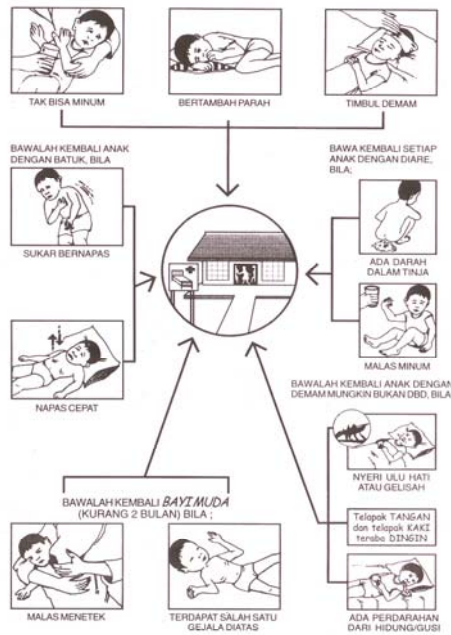 TAK BISA MINUM
BERTAMBAH PARAH
TIMBUL DEMAM
BAWALAH KEMBALI ANAK
DENGAN BATUK, BILA
SUKAR BERNAPAS
NAPAS CEPAT
BAWA KEMBALI SETIAP
ANAK DENGAN DIARE,
BILA;
ADA DARAH
DALAM TINJA
MALAS MINUM
BAWALAH KEMBALI ANAK DENGAN
DEMAM MUNGKIN BUKAN DBD, BILA
NYERI ULU HATI
ATAU GELISAH
Telapak TANGAN
dan telapak KAKI
teraba DINGIN
ADA PERDARAHAN
DARI HIDUNG/GUSI
BAWALAH KEMBALI BAYI MUDA
(KURANG 2 BULAN) BILA ;
MALAS MENETEK
TERDAPAT SALAH SATU
GEJALA DIATAS